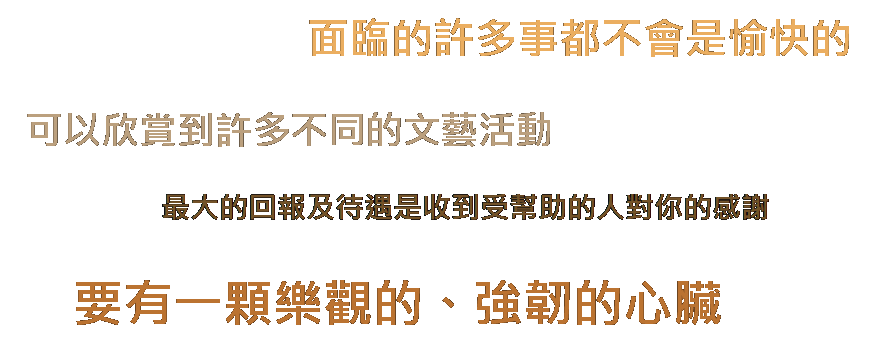 面臨的許多事都不會是愉快的
可以欣賞到許多不同的文藝活動
最大的回報及待遇是收到受幫助的人對你的感謝
要有一顆樂觀的、強韌的心臟